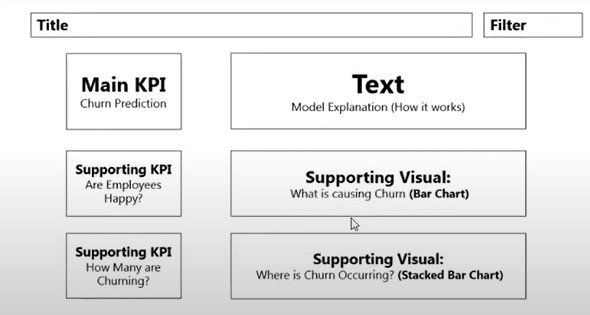 Title
Filter
Main KPI
Churn Prediction
Text
Model Explanation (How it works)
Supporting KPI
Are Employees
Happy?
Supporting Visual:
What is causing Churn (Bar Chart)
Supporting KPI
How Many are
Churning?
Supporting Visual:
Where is Churn Occurring? (Stacked Bar Chart)